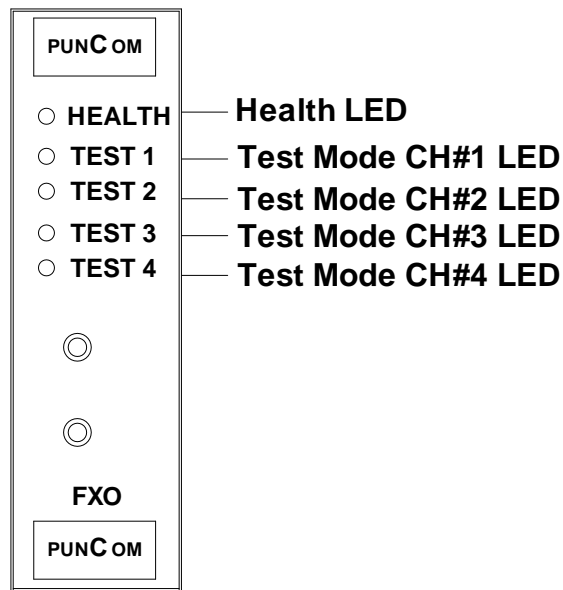 PUNCOM
HEALTH Health LED
TEST 1 Test Mode CH#1 LED
TEST 2 Test Mode CH#2 LED
TEST 3 Test Mode CH#3 LED
TEST 4 Test Mode CH#4 LED
FXO
PUNCOM